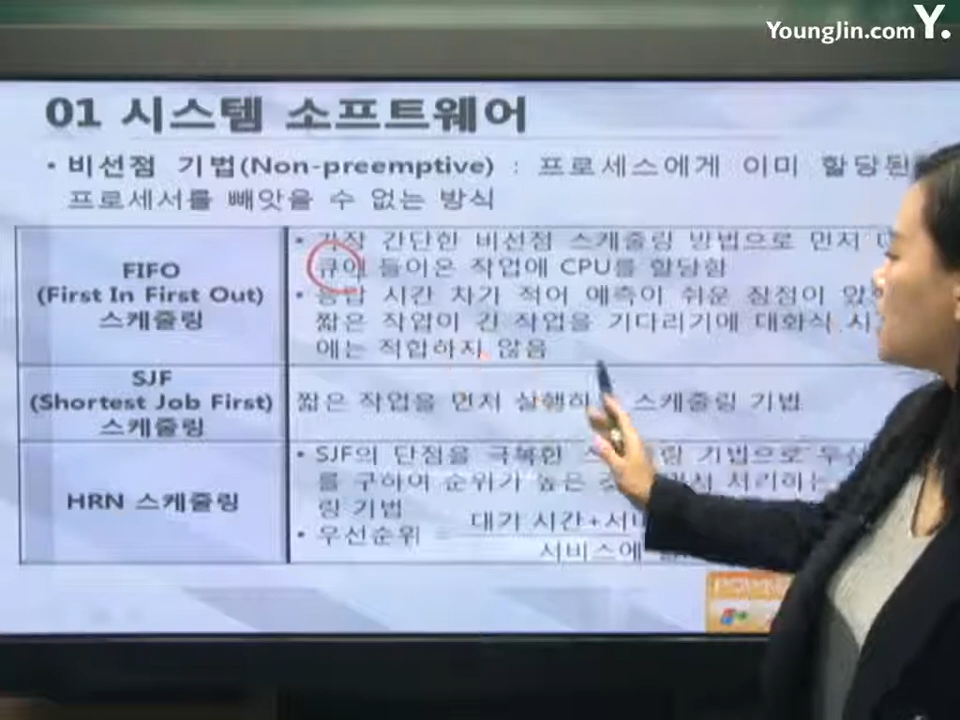 YoungJin.com Y.
01 시스템 소프트웨어
• 비선점 기법(Non-preemptive) : 프로세스에게 이미 할당된
프로세서를 빼앗을 수 없는 방식
FIFO
(First In First Out)
스케줄링
• 가장 간단한 비선점 스케줄링 방법으로 먼저
큐에 들어온 작업에 CPU를 할당함
• 응답 시간 차가 적어 예측이 쉬운 장점이
짧은 작업이 긴 작업을 기다리기에 대화식
에는 적합하지 않음
SJF
(Shortest Job First)
스케줄링
짧은 작업을 먼저 실행하 스케줄링 기법
HRN 스케줄링
• SJF의 단점을 극복한 기법으로
를 구하여 순위가 높은 처리하는
링 기법
• 우선순위 =
대기 시간+서비
서비스에